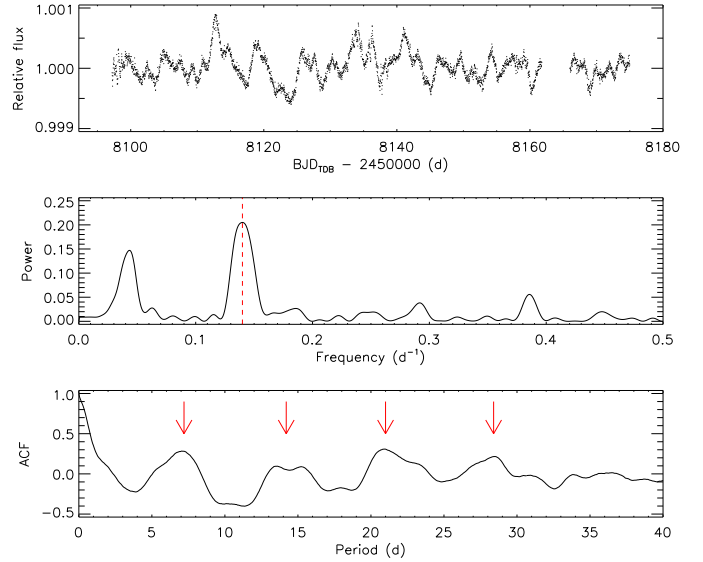 1.001
1.000
0.999
Relative flux
8100 8120 8140 8160 8180
BJD_TDB − 2450000 (d)
0.25
0.20
0.15
0.10
0.05
0.00
Power
0.0 0.1 0.2 0.3 0.4 0.5
Frequency (d⁻¹)
1.0
0.5
0.0
−0.5
ACF
0 5 10 15 20 25 30 35 40
Period (d)